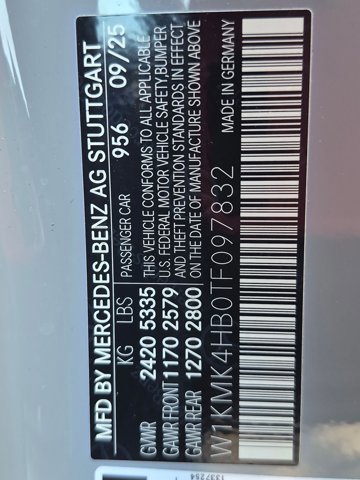 MFD BY MERCEDES-BENZ AG STUTTGART
KG LBS 956 09/25
GVWR 2420 5335 PASSENGER CAR
GAWR FRONT 1170 2579 THIS VEHICLE CONFORMS TO ALL APPLICABLE
U.S. FEDERAL MOTOR VEHICLE SAFETY,BUMPER
AND THEFT PREVENTION STANDARDS IN EFFECT
GAWR REAR 1270 2800 ON THE DATE OF MANUFACTURE SHOWN ABOVE
W1KMK4HB0TF097832 MADE IN GERMANY
1337254